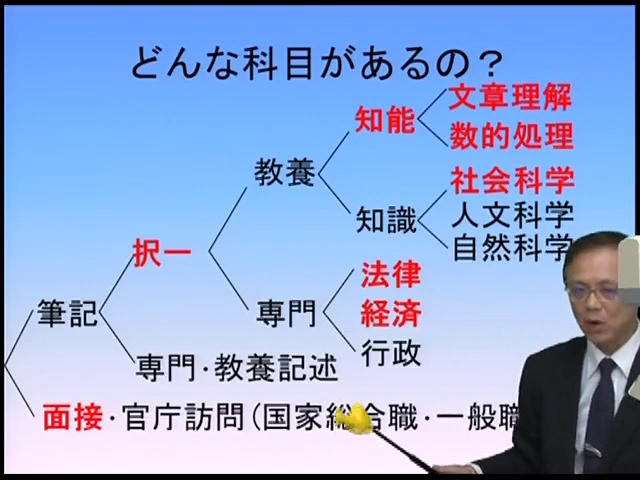 どんな科目があるの？
文章理解
知能
数的処理
教養
社会科学
知識
人文科学
自然科学
択一
法律
筆記
専門
経済
行政
専門・教養記述
面接・官庁訪問（国家総合職・一般職